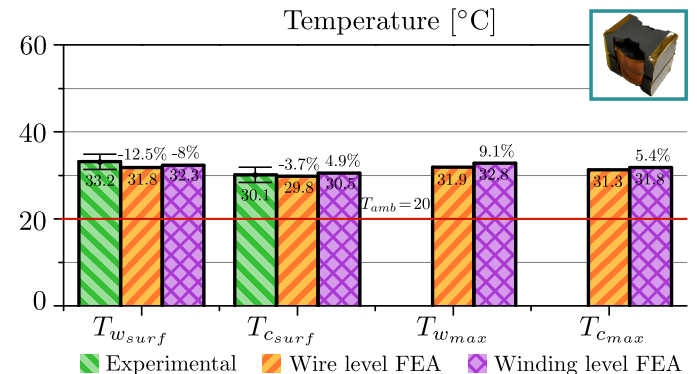 Temperature [°C]
60
40
20
0
-12.5% -8%
33.2 31.8 32.3
-3.7% 4.9%
30.1 29.8 30.5
T_amb=20
9.1%
31.9 32.8
5.4%
31.3 31.8
T_w_surf T_c_surf T_w_max T_c_max
Experimental Wire level FEA Winding level FEA